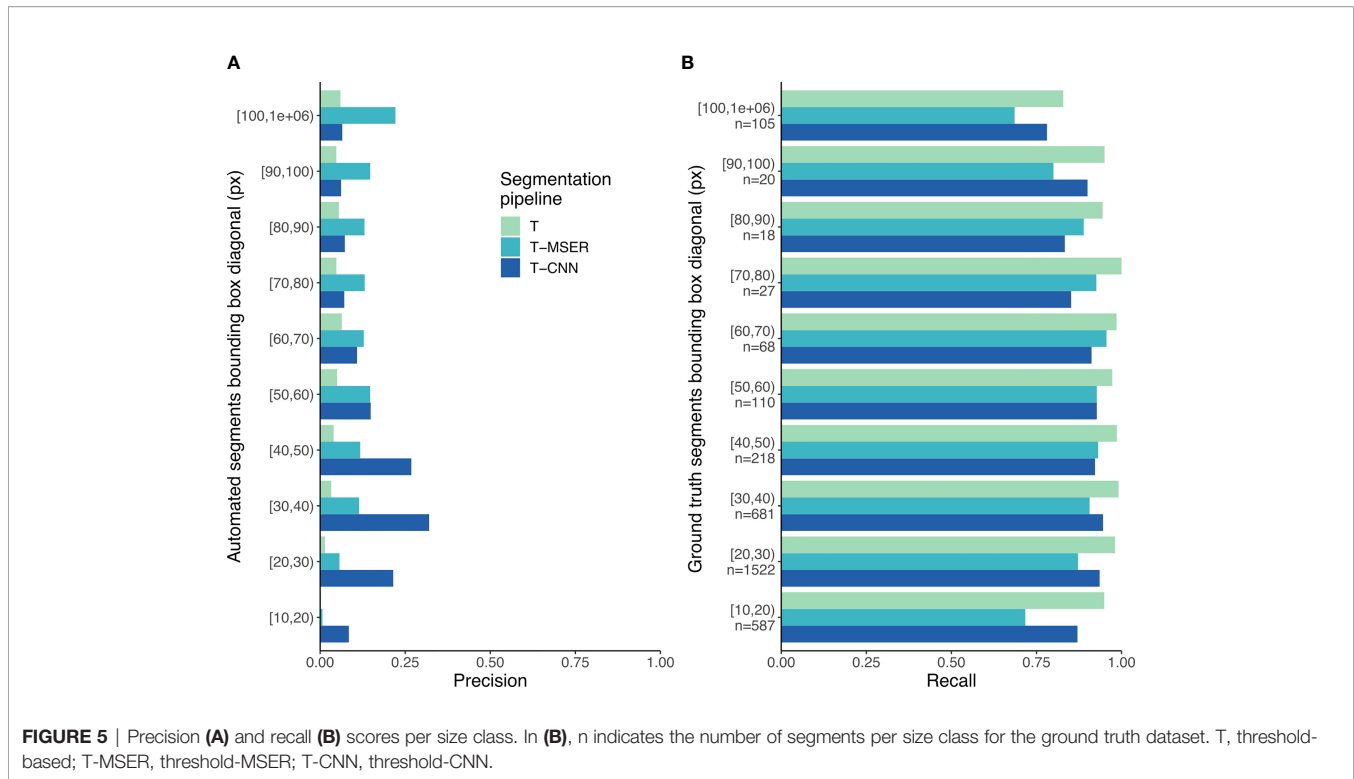 A
Automated segments bounding box diagonal (px)
[100,1e+06)
[90,100)
[80,90)
[70,80)
[60,70)
[50,60)
[40,50)
[30,40)
[20,30)
[10,20)
0.00 0.25 0.50 0.75 1.00
Precision
Segmentation
pipeline
T
T-MSER
T-CNN
B
Ground truth segments bounding box diagonal (px)
[100,1e+06)
n=105
[90,100)
n=20
[80,90)
n=18
[70,80)
n=27
[60,70)
n=68
[50,60)
n=110
[40,50)
n=218
[30,40)
n=681
[20,30)
n=1522
[10,20)
n=587
0.00 0.25 0.50 0.75 1.00
Recall
FIGURE 5 | Precision (A) and recall (B) scores per size class. In (B), n indicates the number of segments per size class for the ground truth dataset. T, threshold-
based; T-MSER, threshold-MSER; T-CNN, threshold-CNN.